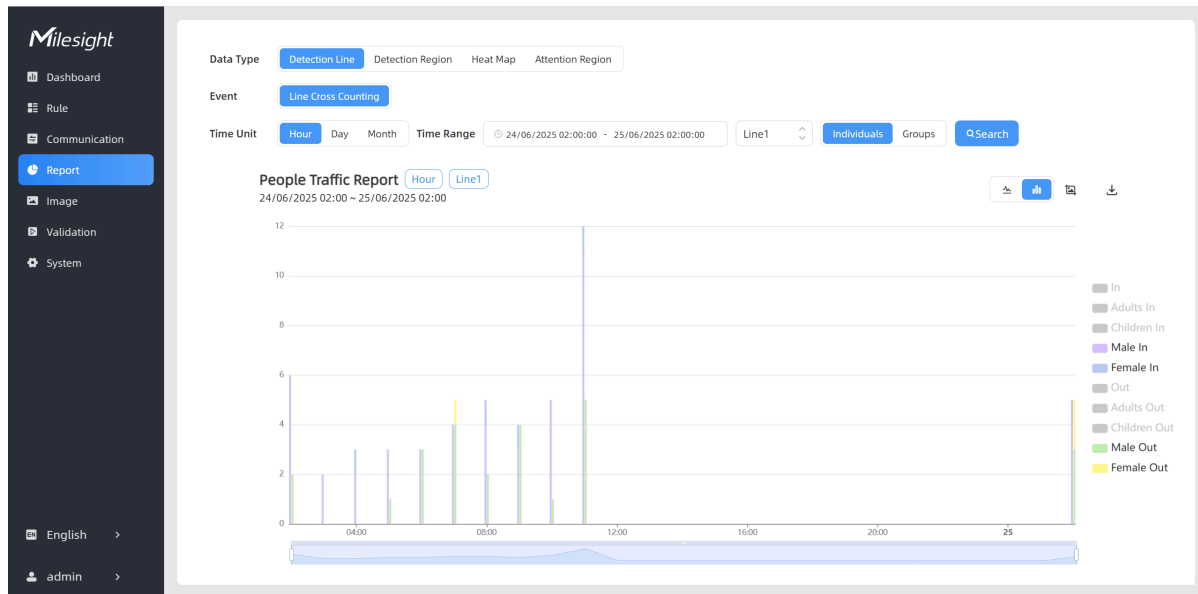 Milesight
Dashboard
Rule
Communication
Report
Image
Validation
System
EN English >
admin >
Data Type Detection Line Detection Region Heat Map Attention Region
Event Line Cross Counting
Time Unit Hour Day Month Time Range 24/06/2025 02:00:00 - 25/06/2025 02:00:00 Line1 Individuals Groups Search
People Traffic Report Hour Line1
24/06/2025 02:00 ~ 25/06/2025 02:00
12
10
8
6
4
2
0
04:00 08:00 12:00 16:00 20:00 25
In
Adults In
Children In
Male In
Female In
Out
Adults Out
Children Out
Male Out
Female Out